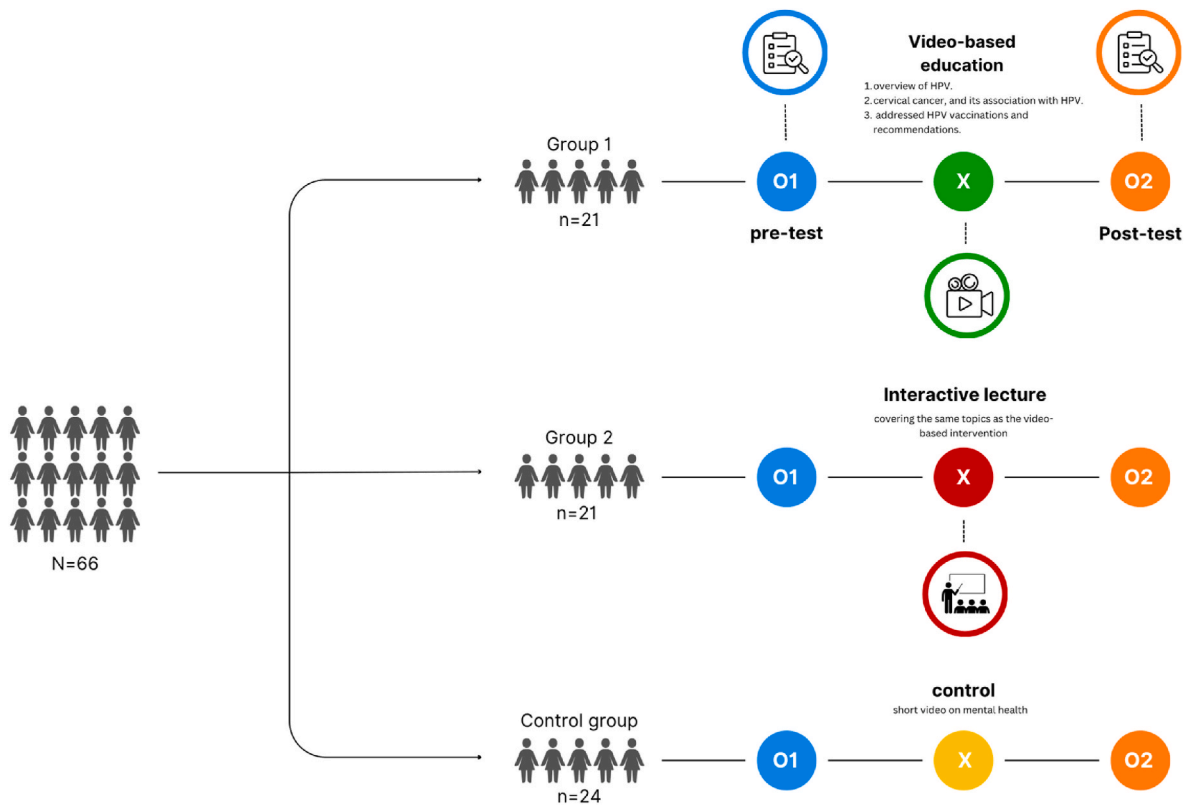 Video-based
education
1. overview of HPV.
2. cervical cancer, and its association with HPV.
3. addressed HPV vaccinations and
recommendations.
Group 1
n=21
O1
X
O2
pre-test
Post-test
Interactive lecture
covering the same topics as the video-
based intervention
Group 2
n=21
O1
X
O2
N=66
control
short video on mental health
Control group
n=24
O1
X
O2